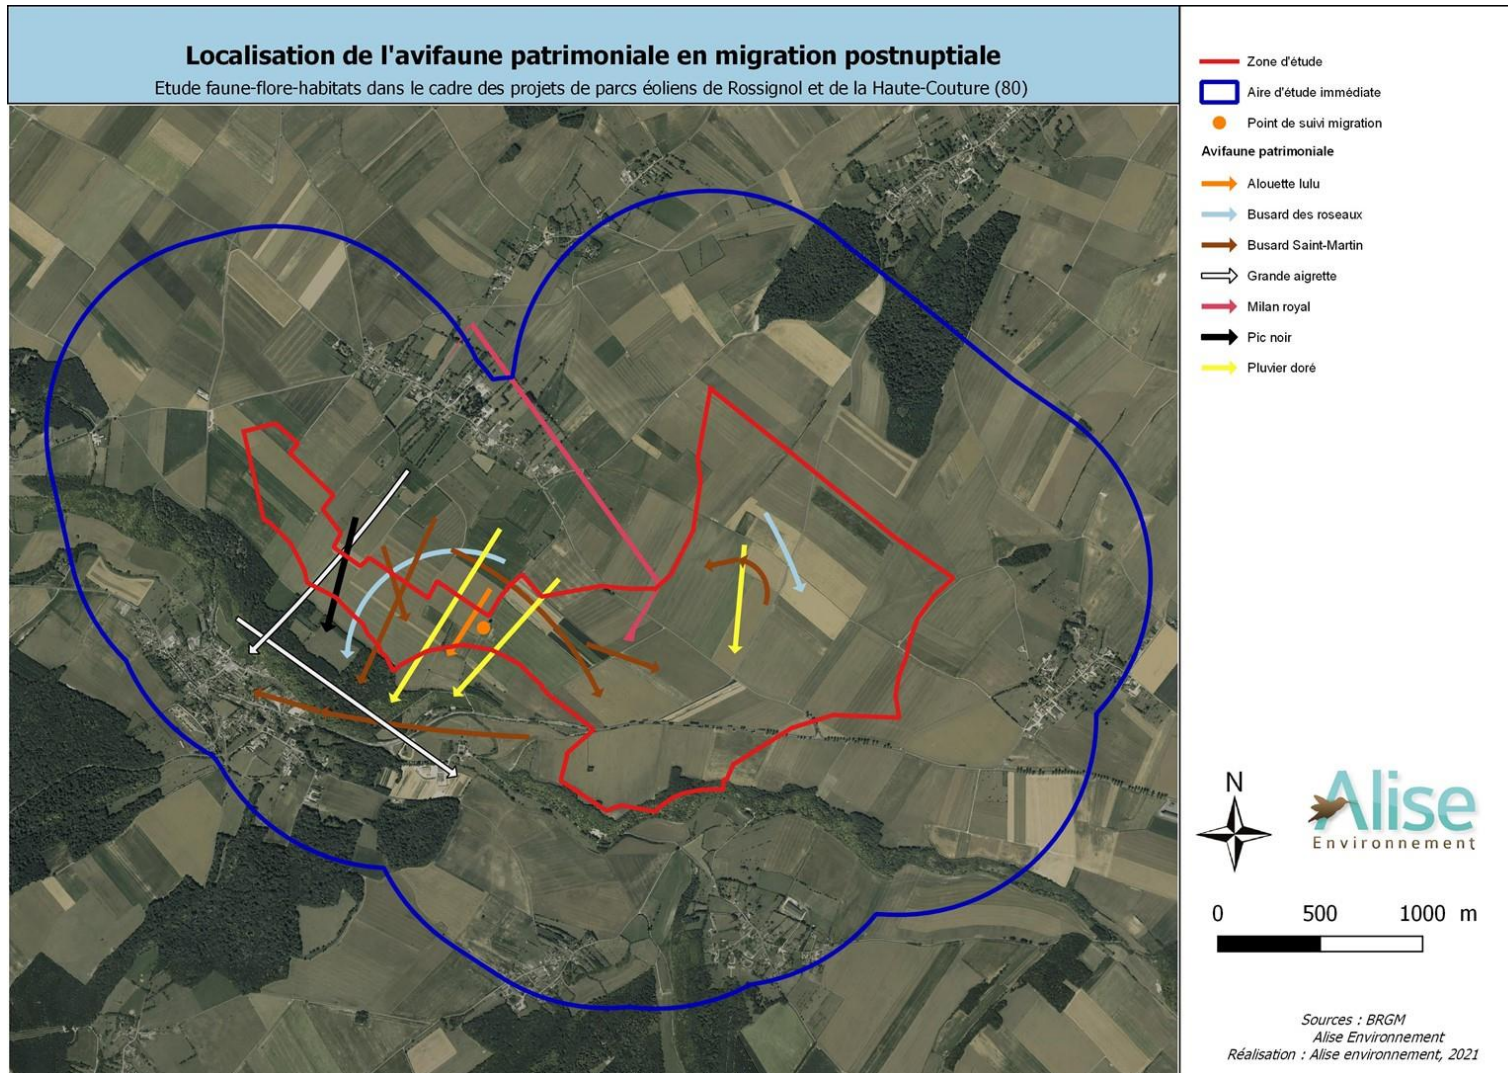 Localisation de l'avifaune patrimoniale en migration postnuptiale
Etude faune-flore-habitats dans le cadre des projets de parcs éoliens de Rossignol et de la Haute-Couture (80)
Zone d'étude
Aire d'étude immédiate
Point de suivi migration
Avifaune patrimoniale
Alouette lulu
Busard des roseaux
Busard Saint-Martin
Grande aigrette
Milan royal
Pic noir
Pluvier doré
N
Alise
Environnement
0 500 1000 m
Sources : BRGM
Alise Environnement
Réalisation : Alise environnement, 2021